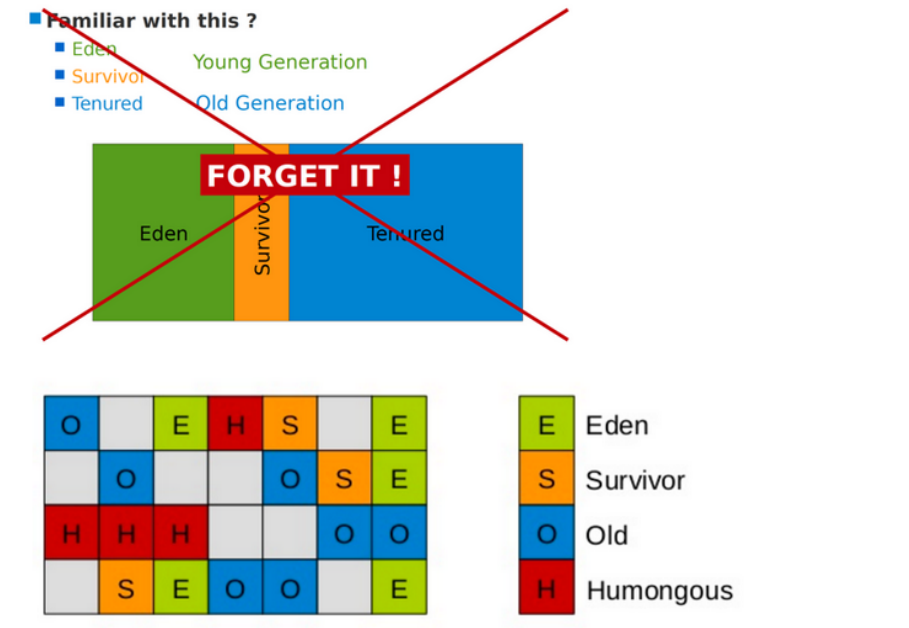 Familiar with this ?
Eden
Survivor
Tenured
Young Generation
Old Generation
FORGET IT !
Eden
Survivor
Tenured
O E H S E
O O S E
H H H O O
S E O O E
E Eden
S Survivor
O Old
H Humongous